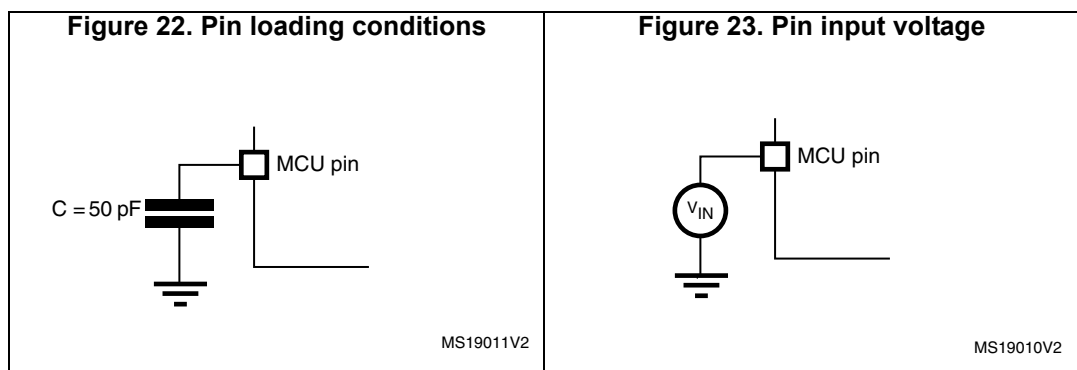 Figure 22. Pin loading conditions
MCU pin
C = 50 pF
MS19011V2
Figure 23. Pin input voltage
MCU pin
VIN
MS19010V2